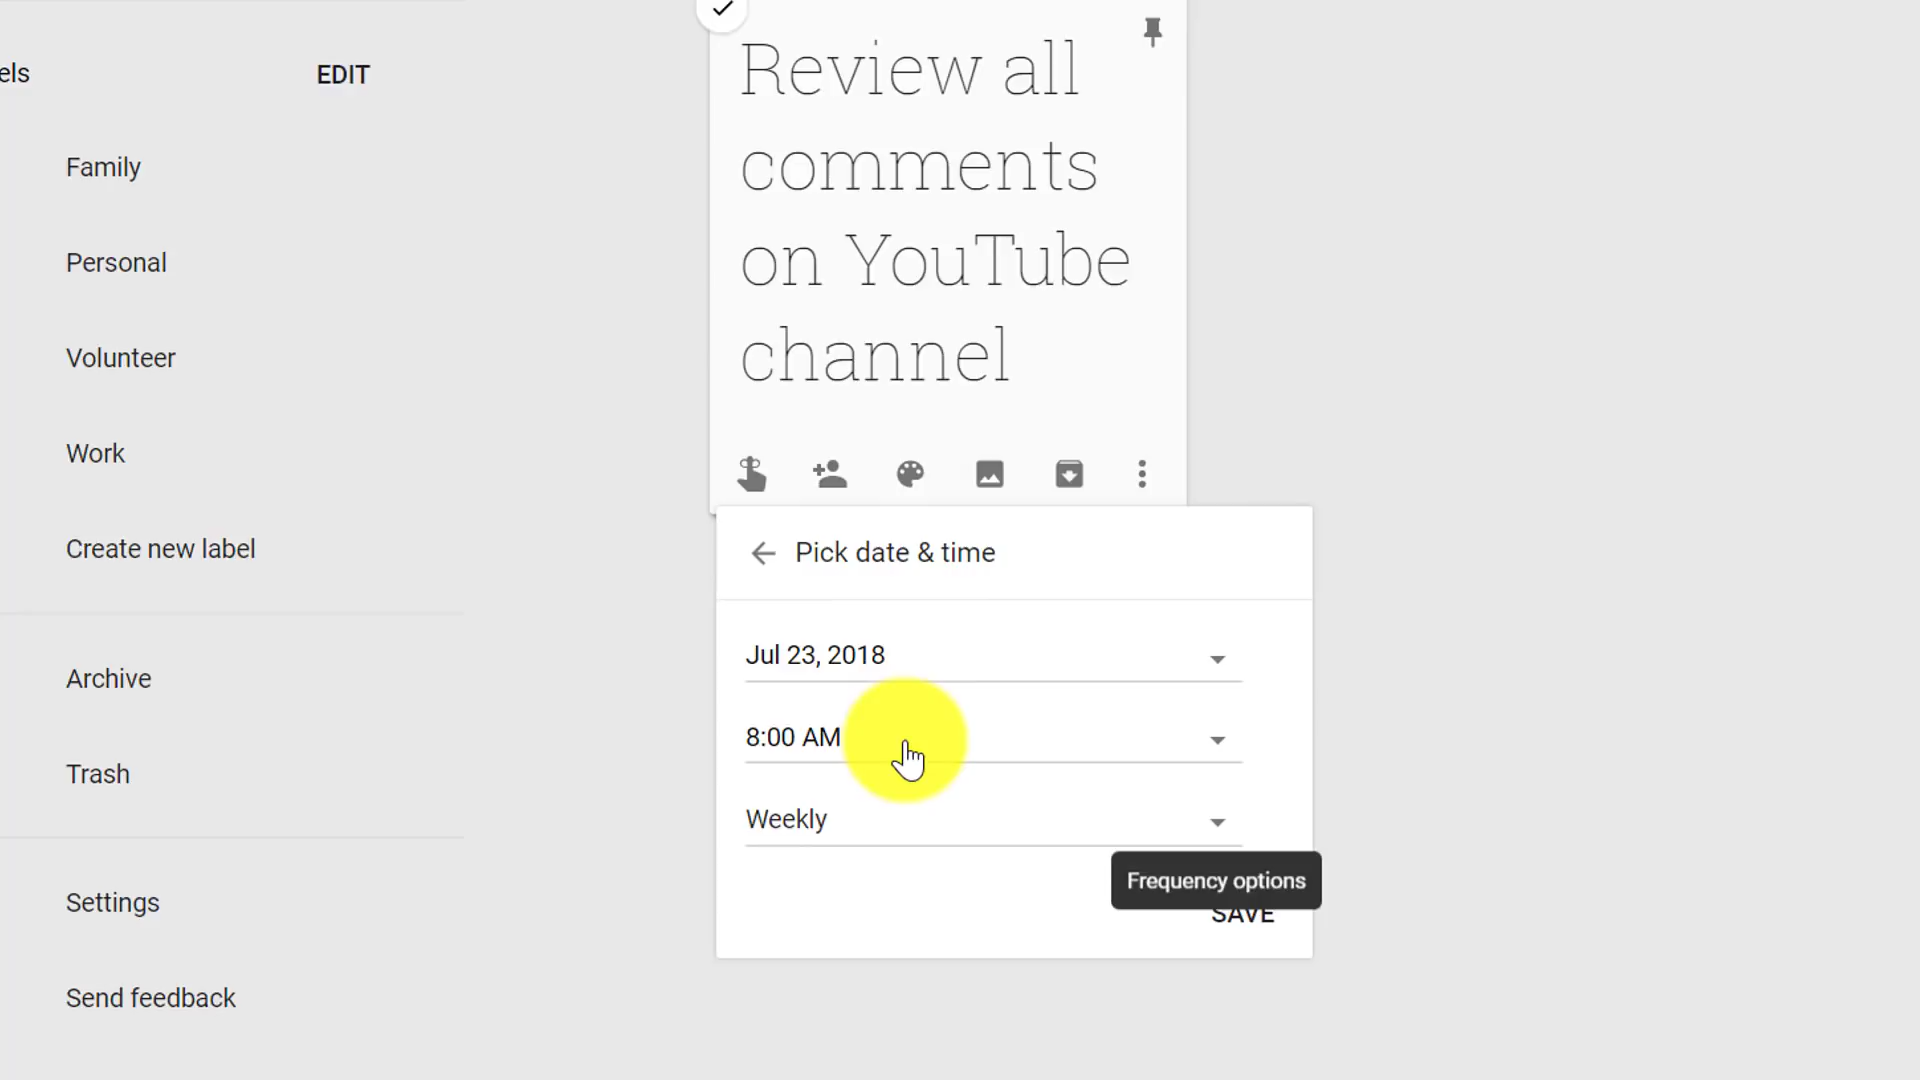 els
EDIT
Family
Personal
Volunteer
Work
Create new label
Archive
Trash
Settings
Send feedback
Review all
comments
on YouTube
channel
Pick date & time
Jul 23, 2018
8:00 AM
Weekly
Frequency options
SAVE